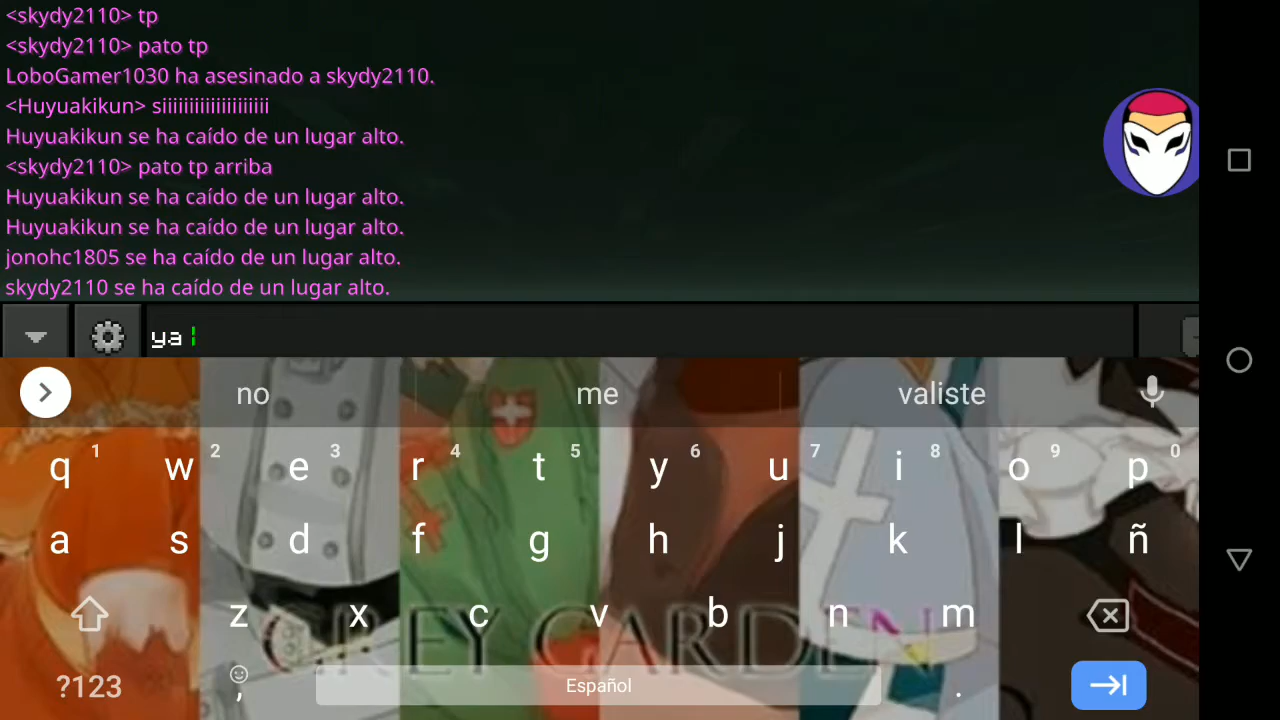 <skydy2110> tp
<skydy2110> pato tp
LoboGamer1030 ha asesinado a skydy2110.
<Huyuakikun> siiiiiiiiiiiiiiiiiiii
Huyuakikun se ha caído de un lugar alto.
<skydy2110> pato tp arriba
Huyuakikun se ha caído de un lugar alto.
Huyuakikun se ha caído de un lugar alto.
jonohc1805 se ha caído de un lugar alto.
skydy2110 se ha caído de un lugar alto.
ya
no me valiste
1 2 3 4 5 6 7 8 9 0
q w e r t y u i o p
a s d f g h j k l ñ
z x c v b n m
GREY GARDEN
?123 , Español .